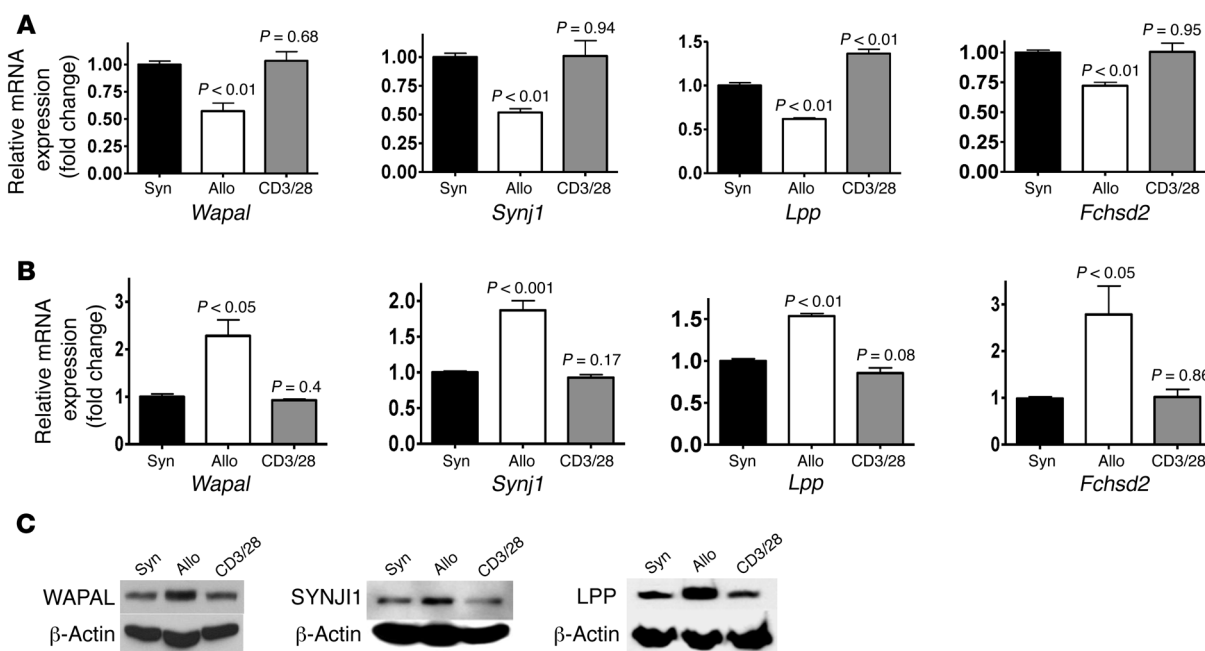 A
Relative mRNA
expression
(fold change)
1.00
0.75
0.50
0.25
0.00
P < 0.01
P = 0.68
Syn Allo CD3/28
Wapal
1.00
0.75
0.50
0.25
0.00
P < 0.01
P = 0.94
Syn Allo CD3/28
Synj1
1.5
1.0
0.5
0.0
P < 0.01
P < 0.01
Syn Allo CD3/28
Lpp
1.00
0.75
0.50
0.25
0.00
P < 0.01
P = 0.95
Syn Allo CD3/28
Fchsd2
B
Relative mRNA
expression
(fold change)
3
2
1
0
P < 0.05
P = 0.4
Syn Allo CD3/28
Wapal
2.0
1.5
1.0
0.5
0.0
P < 0.001
P = 0.17
Syn Allo CD3/28
Synj1
1.5
1.0
0.5
0.0
P < 0.01
P = 0.08
Syn Allo CD3/28
Lpp
3
2
1
0
P < 0.05
P = 0.86
Syn Allo CD3/28
Fchsd2
C
Syn Allo CD3/28
WAPAL
β-Actin
Syn Allo CD3/28
SYNJI1
β-Actin
Syn Allo CD3/28
LPP
β-Actin